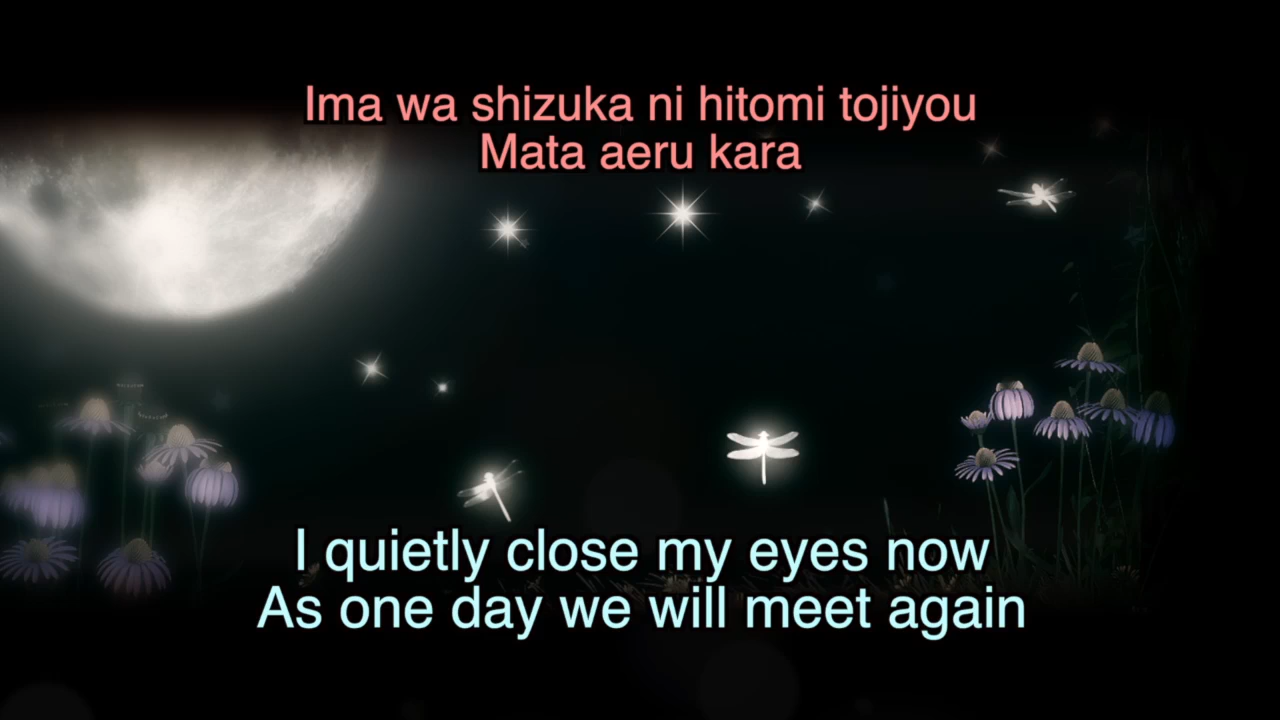 Ima wa shizuka ni hitomi tojiyou
Mata aeru kara
I quietly close my eyes now
As one day we will meet again